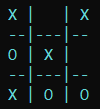 X |   | X
--|---|--
O | X |
--|---|--
X | O | O